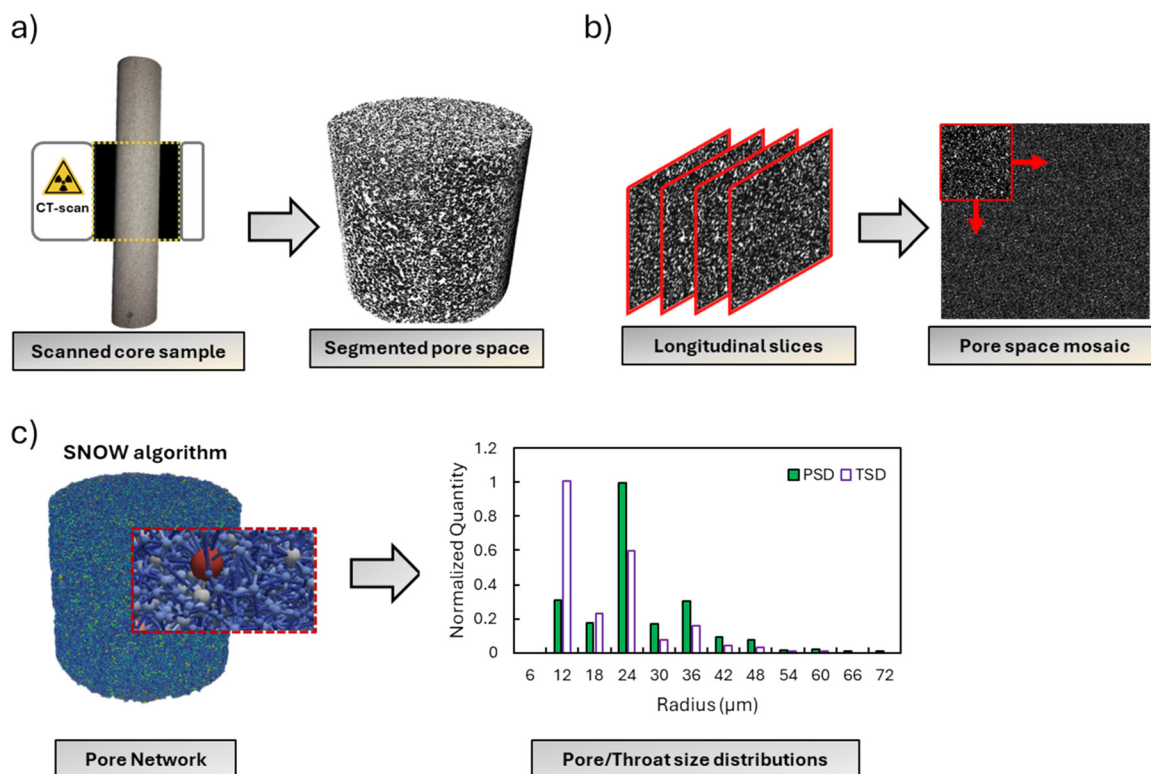 a)
CT-scan
Scanned core sample
Segmented pore space
b)
Longitudinal slices
Pore space mosaic
c)
SNOW algorithm
Pore Network
Normalized Quantity
1.2
1
0.8
0.6
0.4
0.2
0
PSD TSD
6 12 18 24 30 36 42 48 54 60 66 72
Radius (µm)
Pore/Throat size distributions